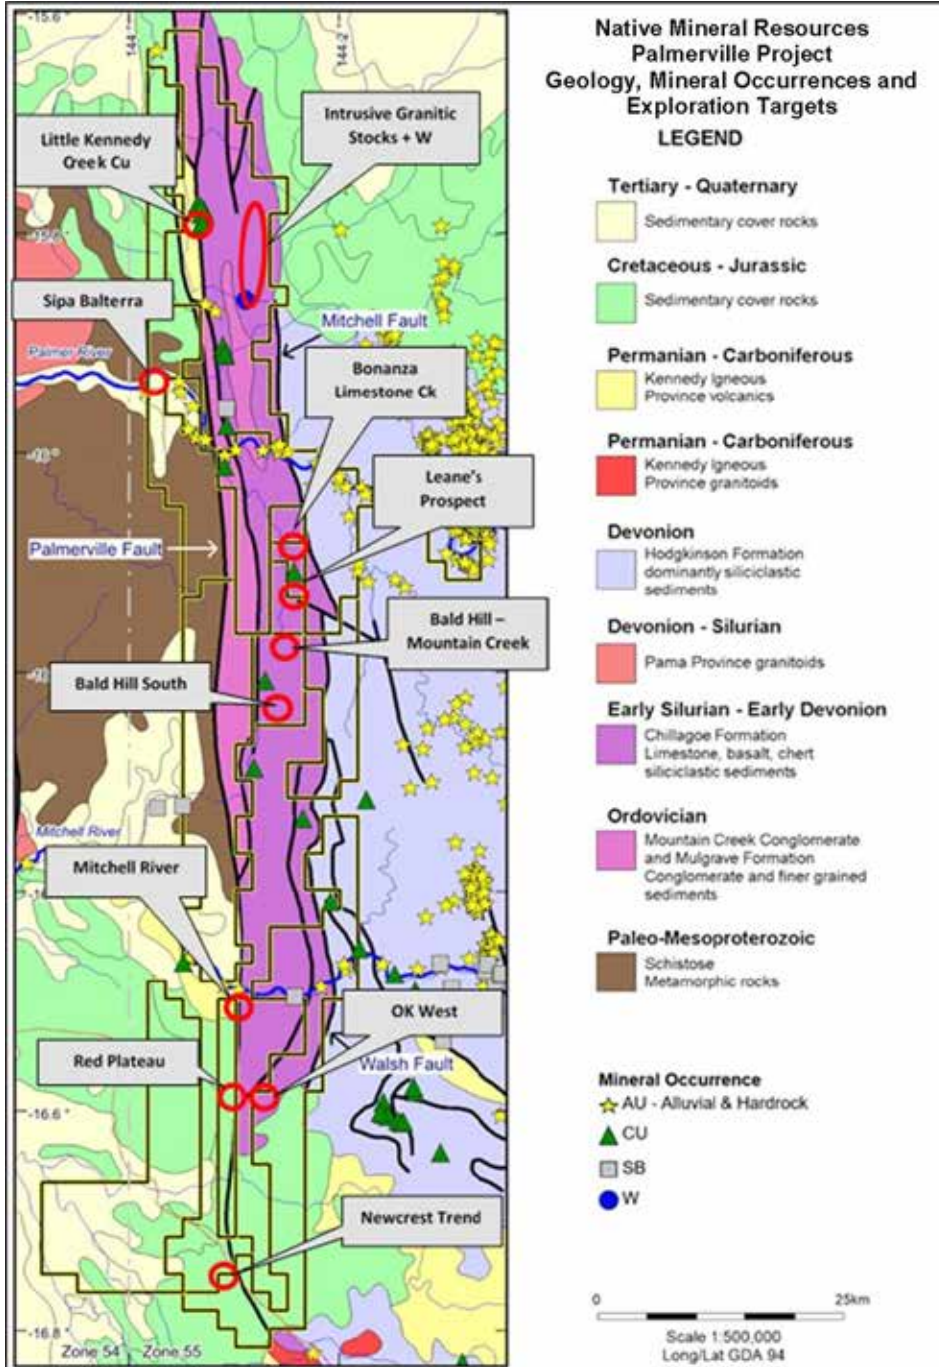 Native Mineral Resources
Palmerville Project
Geology, Mineral Occurrences and
Exploration Targets
LEGEND
Tertiary - Quaternary
Sedimentary cover rocks
Cretaceous - Jurassic
Sedimentary cover rocks
Permanian - Carboniferous
Kennedy Igneous
Province volcanics
Permanian - Carboniferous
Kennedy Igneous
Province granitoids
Devonion
Hodgkinson Formation
dominantly siliciclastic
sediments
Devonion - Silurian
Pama Province granitoids
Early Silurian - Early Devonion
Chillagoe Formation
Limestone, basalt, chert
siliciclastic sediments
Ordovician
Mountain Creek Conglomerate
and Mulgrave Formation
Conglomerate and finer grained
sediments
Paleo-Mesoproterozoic
Schistose
Metamorphic rocks
Mineral Occurrence
AU - Alluvial & Hardrock
CU
SB
W
0 25km
Scale 1:500,000
Long/Lat GDA 94
-15.6°
144°
144.2°
Little Kennedy
Creek Cu
Intrusive Granitic
Stocks + W
Sipa Balterra
Mitchell Fault
Palmer River
Bonanza
Limestone Ck
-16°
Leane's
Prospect
Palmerville Fault
Bald Hill –
Mountain Creek
Bald Hill South
Mitchell River
Mitchell River
OK West
Red Plateau
Walsh Fault
-16.6°
Newcrest Trend
-16.8°
Zone 54 Zone 55